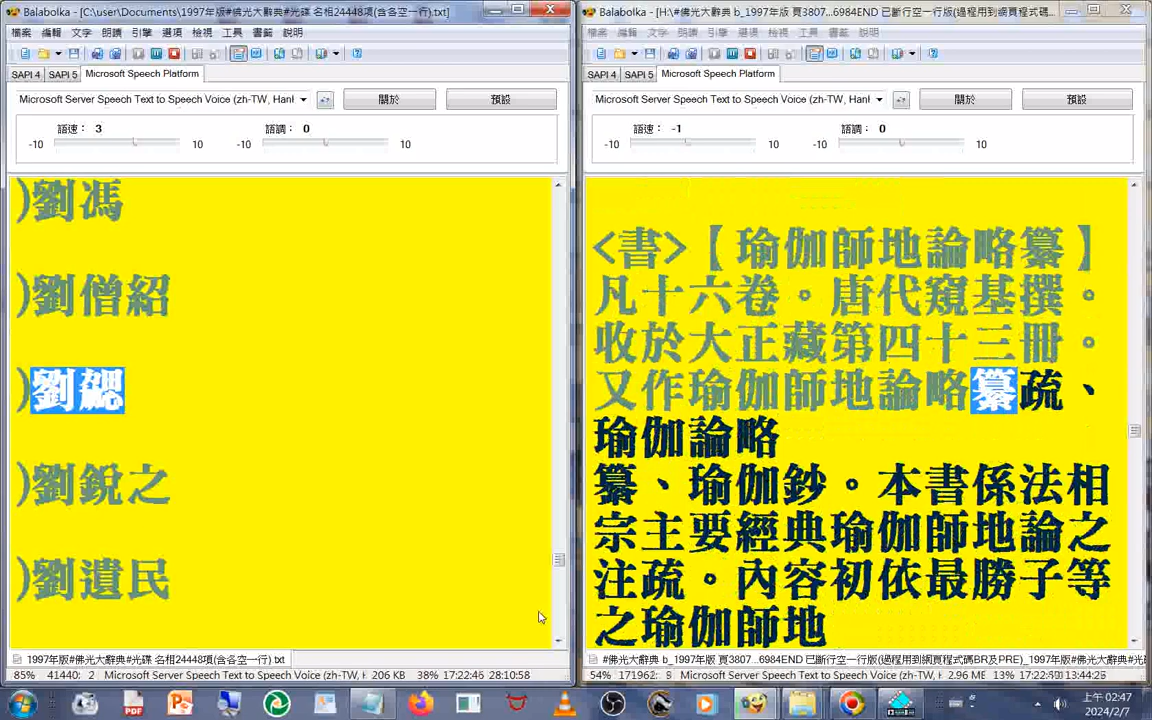 Balabolka - [C:\user\Documents\1997年版#佛光大辭典#光碟 名相24448項(含各空一行).txt]
檔案 編輯 文字 朗讀 引擎 選項 檢視 工具 書籤 說明
SAPI 4 SAPI 5 Microsoft Speech Platform
Microsoft Server Speech Text to Speech Voice (zh-TW, Hanl
關於 預設
語速： 3 語調： 0
-10 10 -10 10
)劉馮
)劉僧紹
)劉勰
)劉銳之
)劉遺民
1997年版#佛光大辭典#光碟 名相24448項(含各空一行).txt
85% 41440: 2 Microsoft Server Speech Text to Speech Voice (zh-TW, H 206 KB 38% 17:22:46 28:10:58
Balabolka - [H:\#佛光大辭典 b_1997年版 頁3807...6984END 已斷行空一行版(過程用到網頁程式碼
檔案 編輯 文字 朗讀 引擎 選項 檢視 工具 書籤 說明
SAPI 4 SAPI 5 Microsoft Speech Platform
Microsoft Server Speech Text to Speech Voice (zh-TW, Hanl
關於 預設
語速： -1 語調： 0
-10 10 -10 10
<書>【瑜伽師地論略纂】
凡十六卷。唐代窺基撰。
收於大正藏第四十三冊。
又作瑜伽師地論略纂疏、
瑜伽論略
纂、瑜伽鈔。本書係法相
宗主要經典瑜伽師地論之
注疏。內容初依最勝子等
之瑜伽師地
#佛光大辭典 b_1997年版 頁3807...6984END 已斷行空一行版(過程用到網頁程式碼BR及PRE)_1997年版#佛光大辭典#光
54% 171962: 8 Microsoft Server Speech Text to Speech Voice (zh-TW, H 2.96 MB 13% 17:22:50
PDF
上午 02:47
2024/2/7